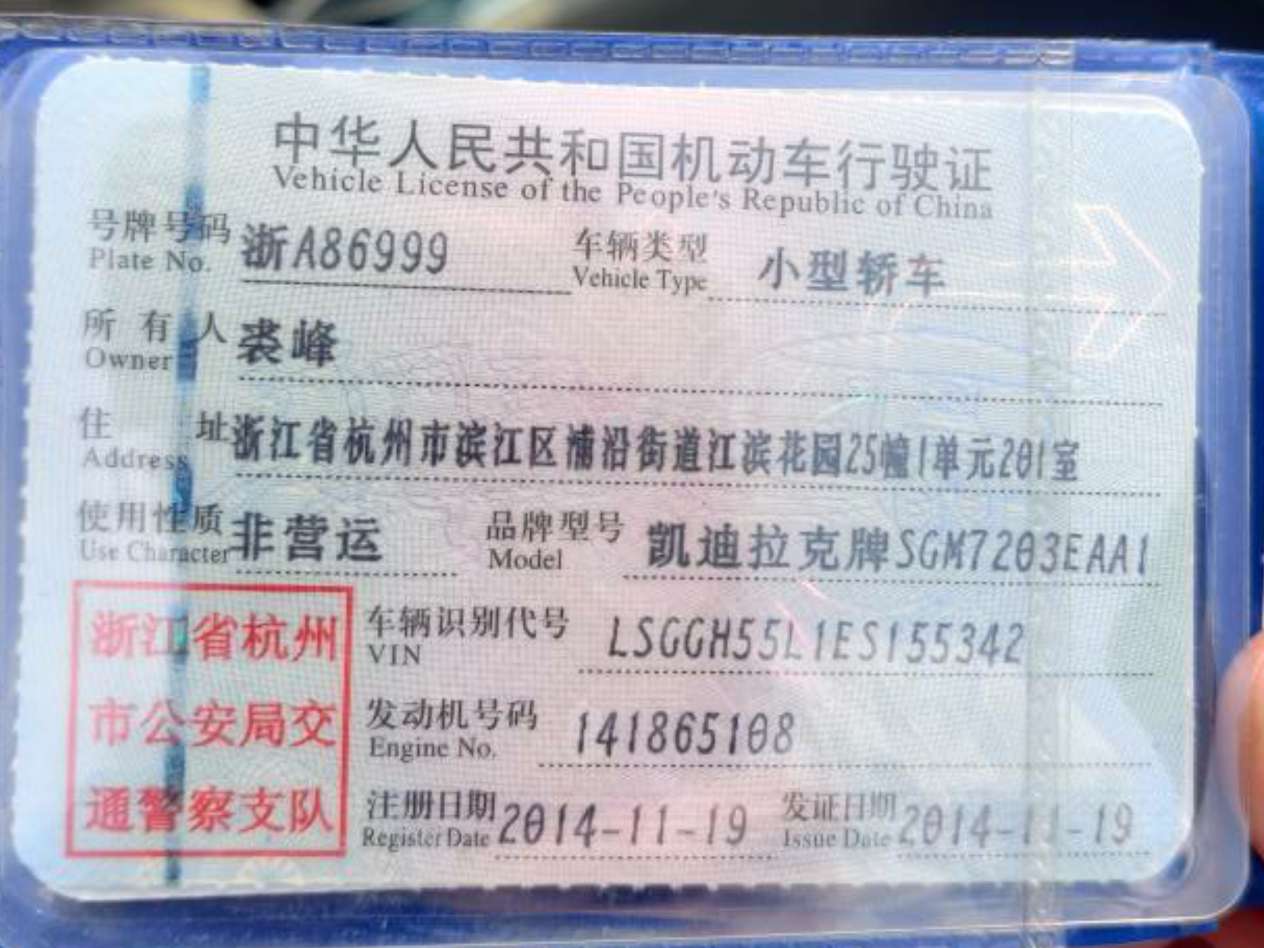 中华人民共和国机动车行驶证
Vehicle License of the People's Republic of China
号牌号码 浙A86999 车辆类型 小型轿车
Plate No. Vehicle Type
所有人 裘峰
Owner
住址 浙江省杭州市滨江区浦沿街道江滨花园25幢1单元201室
Address
使用性质 非营运 品牌型号 凯迪拉克牌SGM7203EAA1
Use Character Model
浙江省杭州
市公安局交
通警察支队
车辆识别代号 LSGGH55L1ES155342
VIN
发动机号码 141865108
Engine No.
注册日期 2014-11-19 发证日期 2014-11-19
Register Date Issue Date